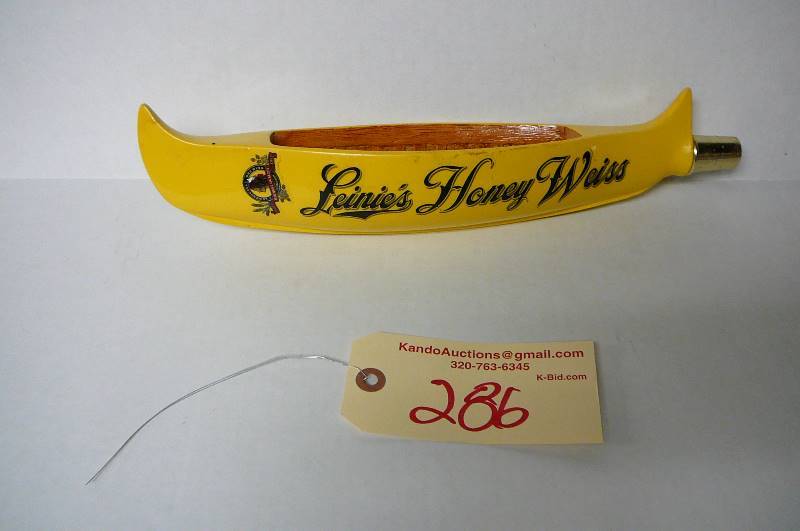 Leinie's Honey Weiss
KandoAuctions@gmail.com
320-763-6345
K-Bid.com
286